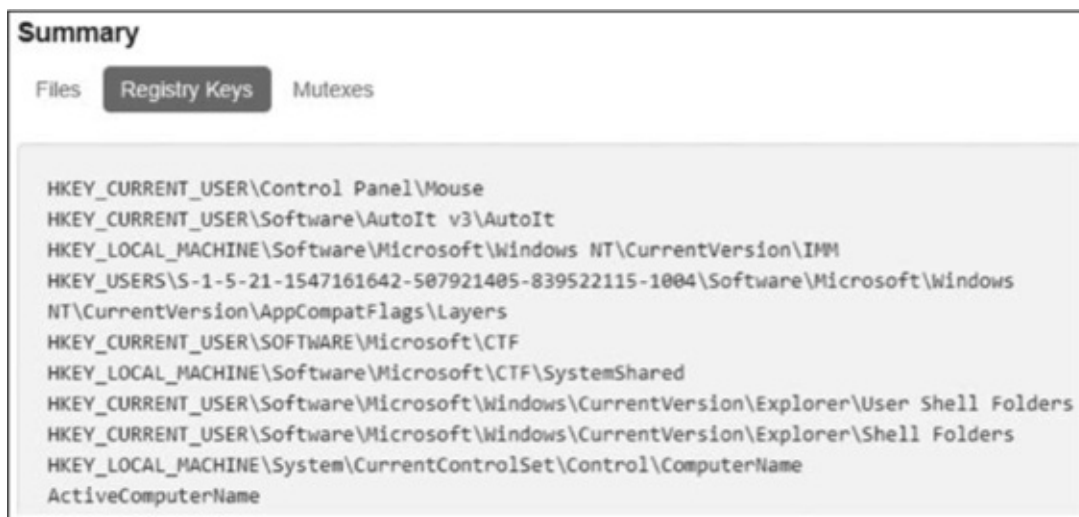 Summary
Files Registry Keys Mutexes
HKEY_CURRENT_USER\Control Panel\Mouse
HKEY_CURRENT_USER\Software\AutoIt v3\AutoIt
HKEY_LOCAL_MACHINE\Software\Microsoft\Windows NT\CurrentVersion\IMM
HKEY_USERS\S-1-5-21-1547161642-507921405-839522115-1004\Software\Microsoft\Windows
NT\CurrentVersion\AppCompatFlags\Layers
HKEY_CURRENT_USER\SOFTWARE\Microsoft\CTF
HKEY_LOCAL_MACHINE\Software\Microsoft\CTF\SystemShared
HKEY_CURRENT_USER\Software\Microsoft\Windows\CurrentVersion\Explorer\User Shell Folders
HKEY_CURRENT_USER\Software\Microsoft\Windows\CurrentVersion\Explorer\Shell Folders
HKEY_LOCAL_MACHINE\System\CurrentControlSet\Control\ComputerName
ActiveComputerName